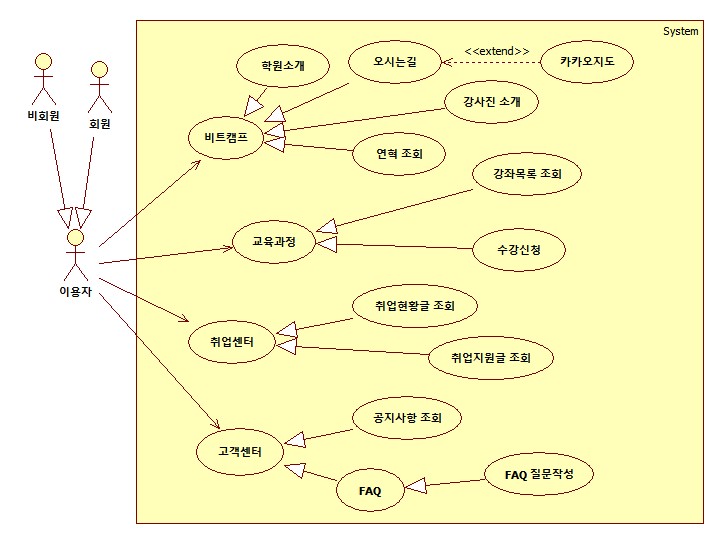 System
비회원
회원
이용자
학원소개
오시는길
<<extend>>
카카오지도
강사진 소개
비트캠프
연혁 조회
강좌목록 조회
교육과정
수강신청
취업현황글 조회
취업센터
취업지원글 조회
공지사항 조회
고객센터
FAQ
FAQ 질문작성